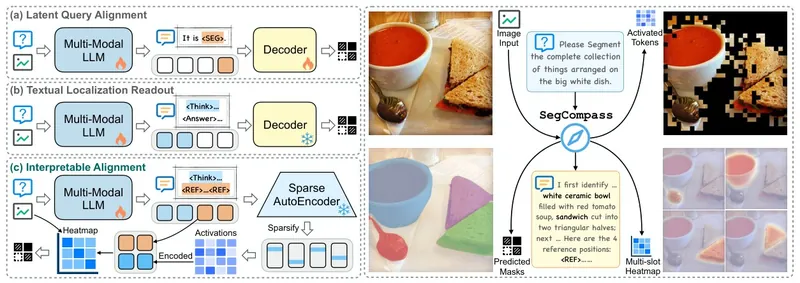 (a) Latent Query Alignment
Multi-Modal
LLM
It is <SEG>.
Decoder
(b) Textual Localization Readout
Multi-Modal
LLM
<Think>...
<Answer>...
Decoder
(c) Interpretable Alignment
Multi-Modal
LLM
<Think>...
<REF>...<REF>
Sparse
AutoEncoder
Sparsify
Heatmap
Encoded
Activations
Image
Input
Activated
Tokens
Please Segment
the complete
collection of
things arranged on
the big white dish.
SegCompass
I first identify ...
white ceramic bowl
filled with red tomato
soup, sandwich cut into
two triangular halves;
next ... Here are the 4
reference positions:
<REF>......
Predicted
Masks
Multi-slot
Heatmap